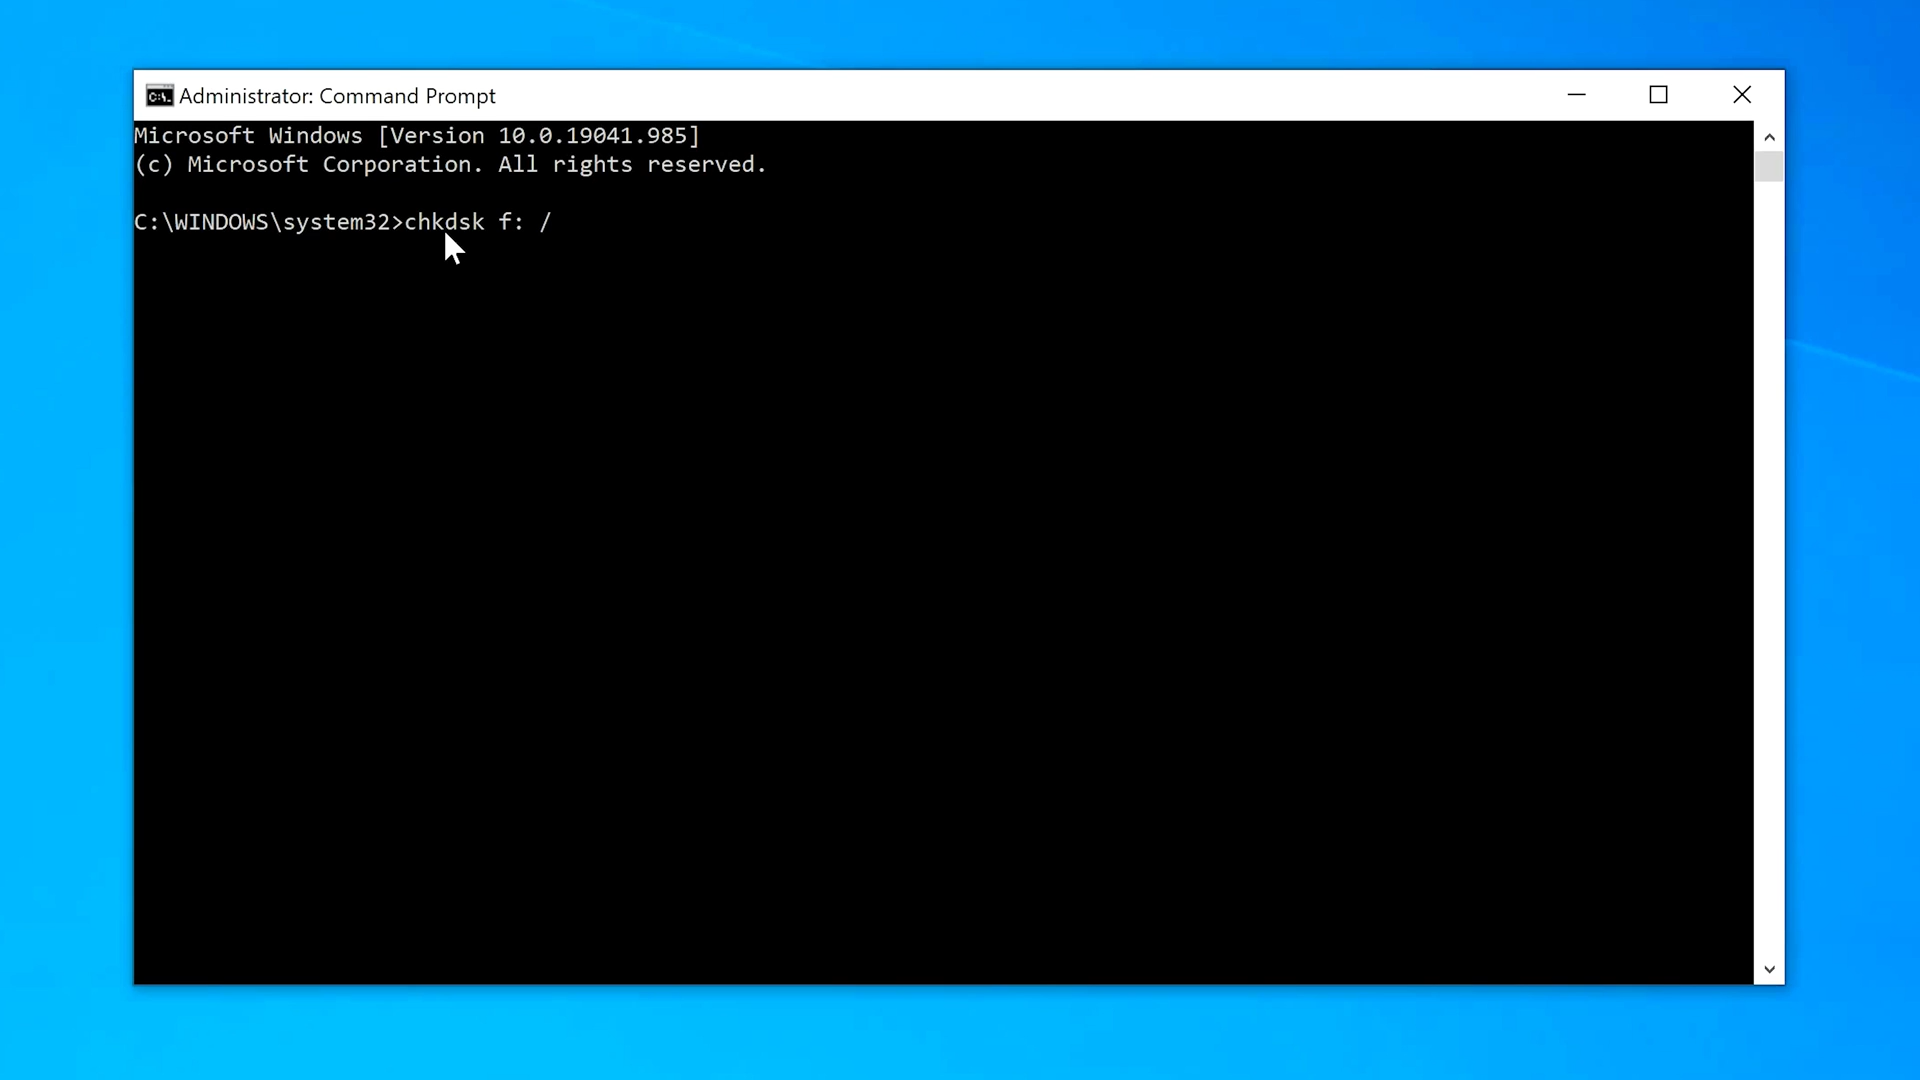 Administrator: Command Prompt
Microsoft Windows [Version 10.0.19041.985]
(c) Microsoft Corporation. All rights reserved.
C:\WINDOWS\system32>chkdsk f: /